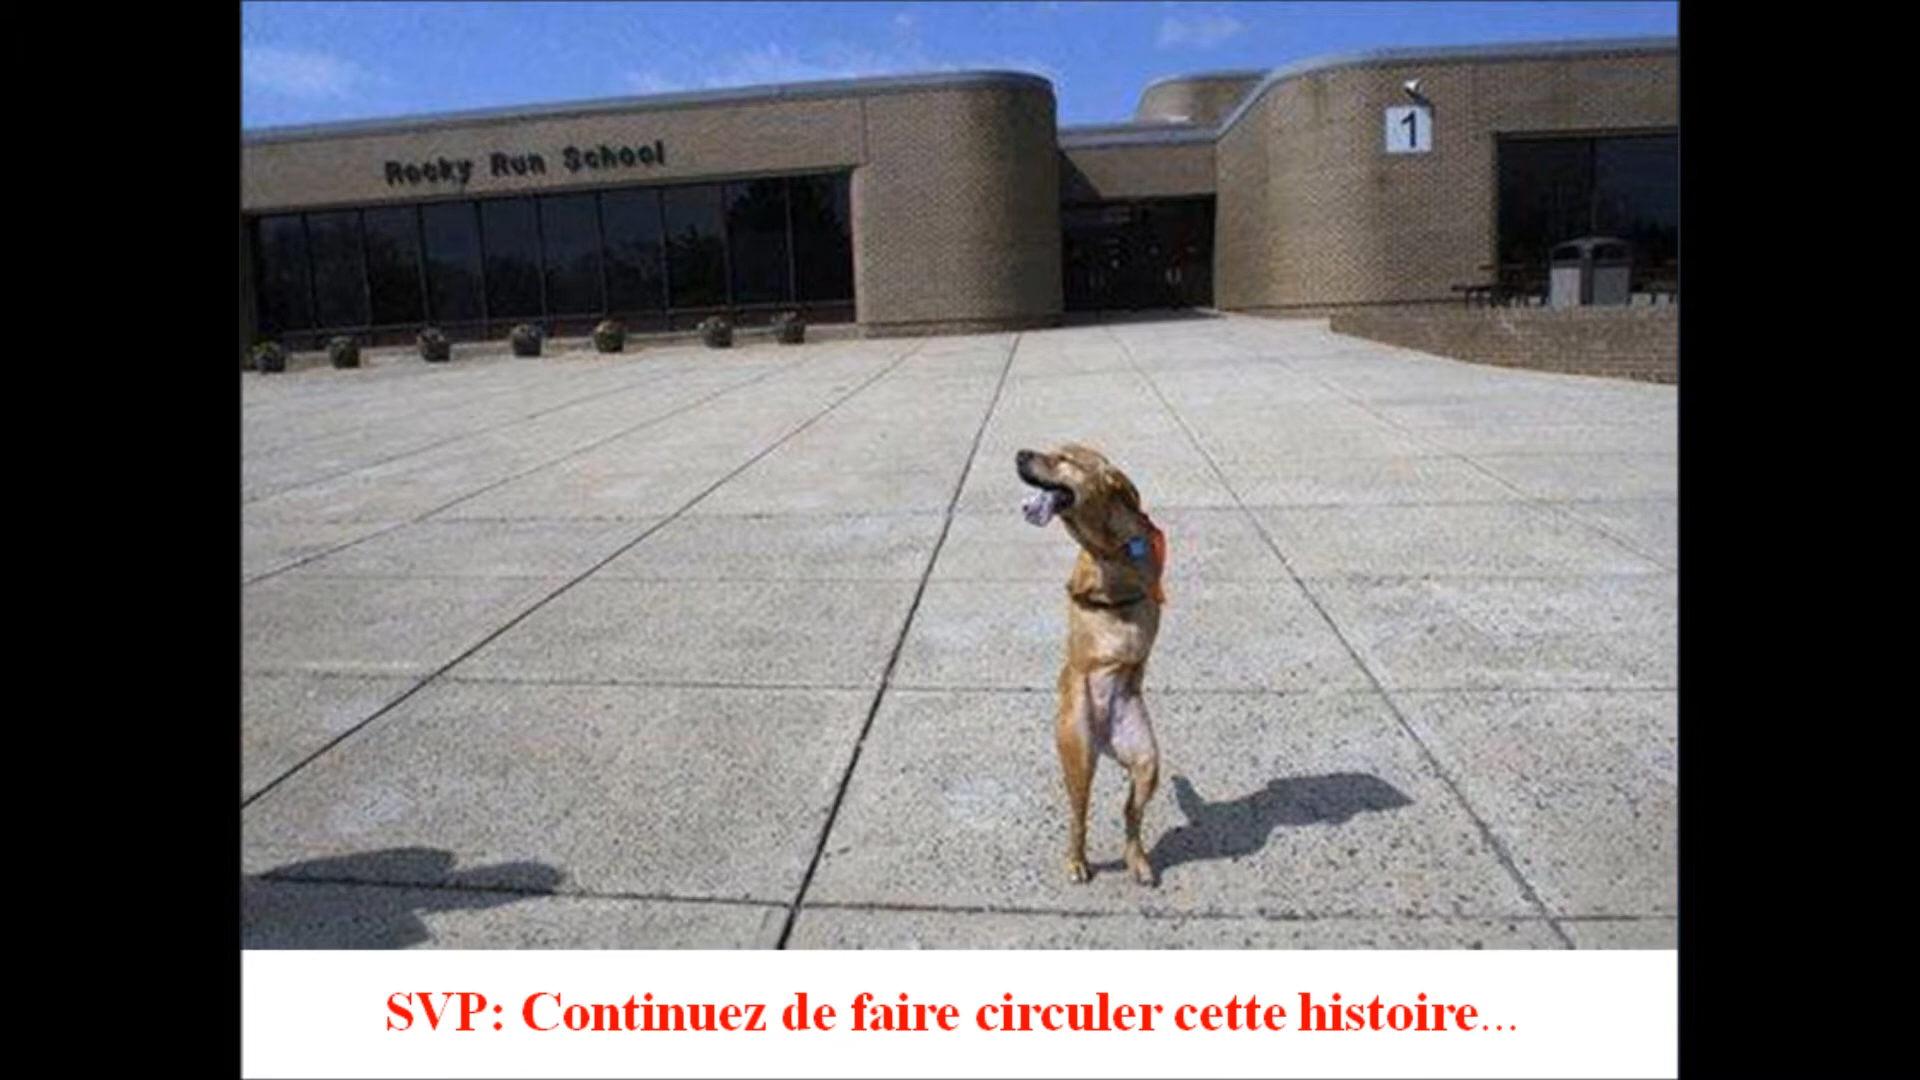 Rocky Run School
1
SVP: Continuez de faire circuler cette histoire...